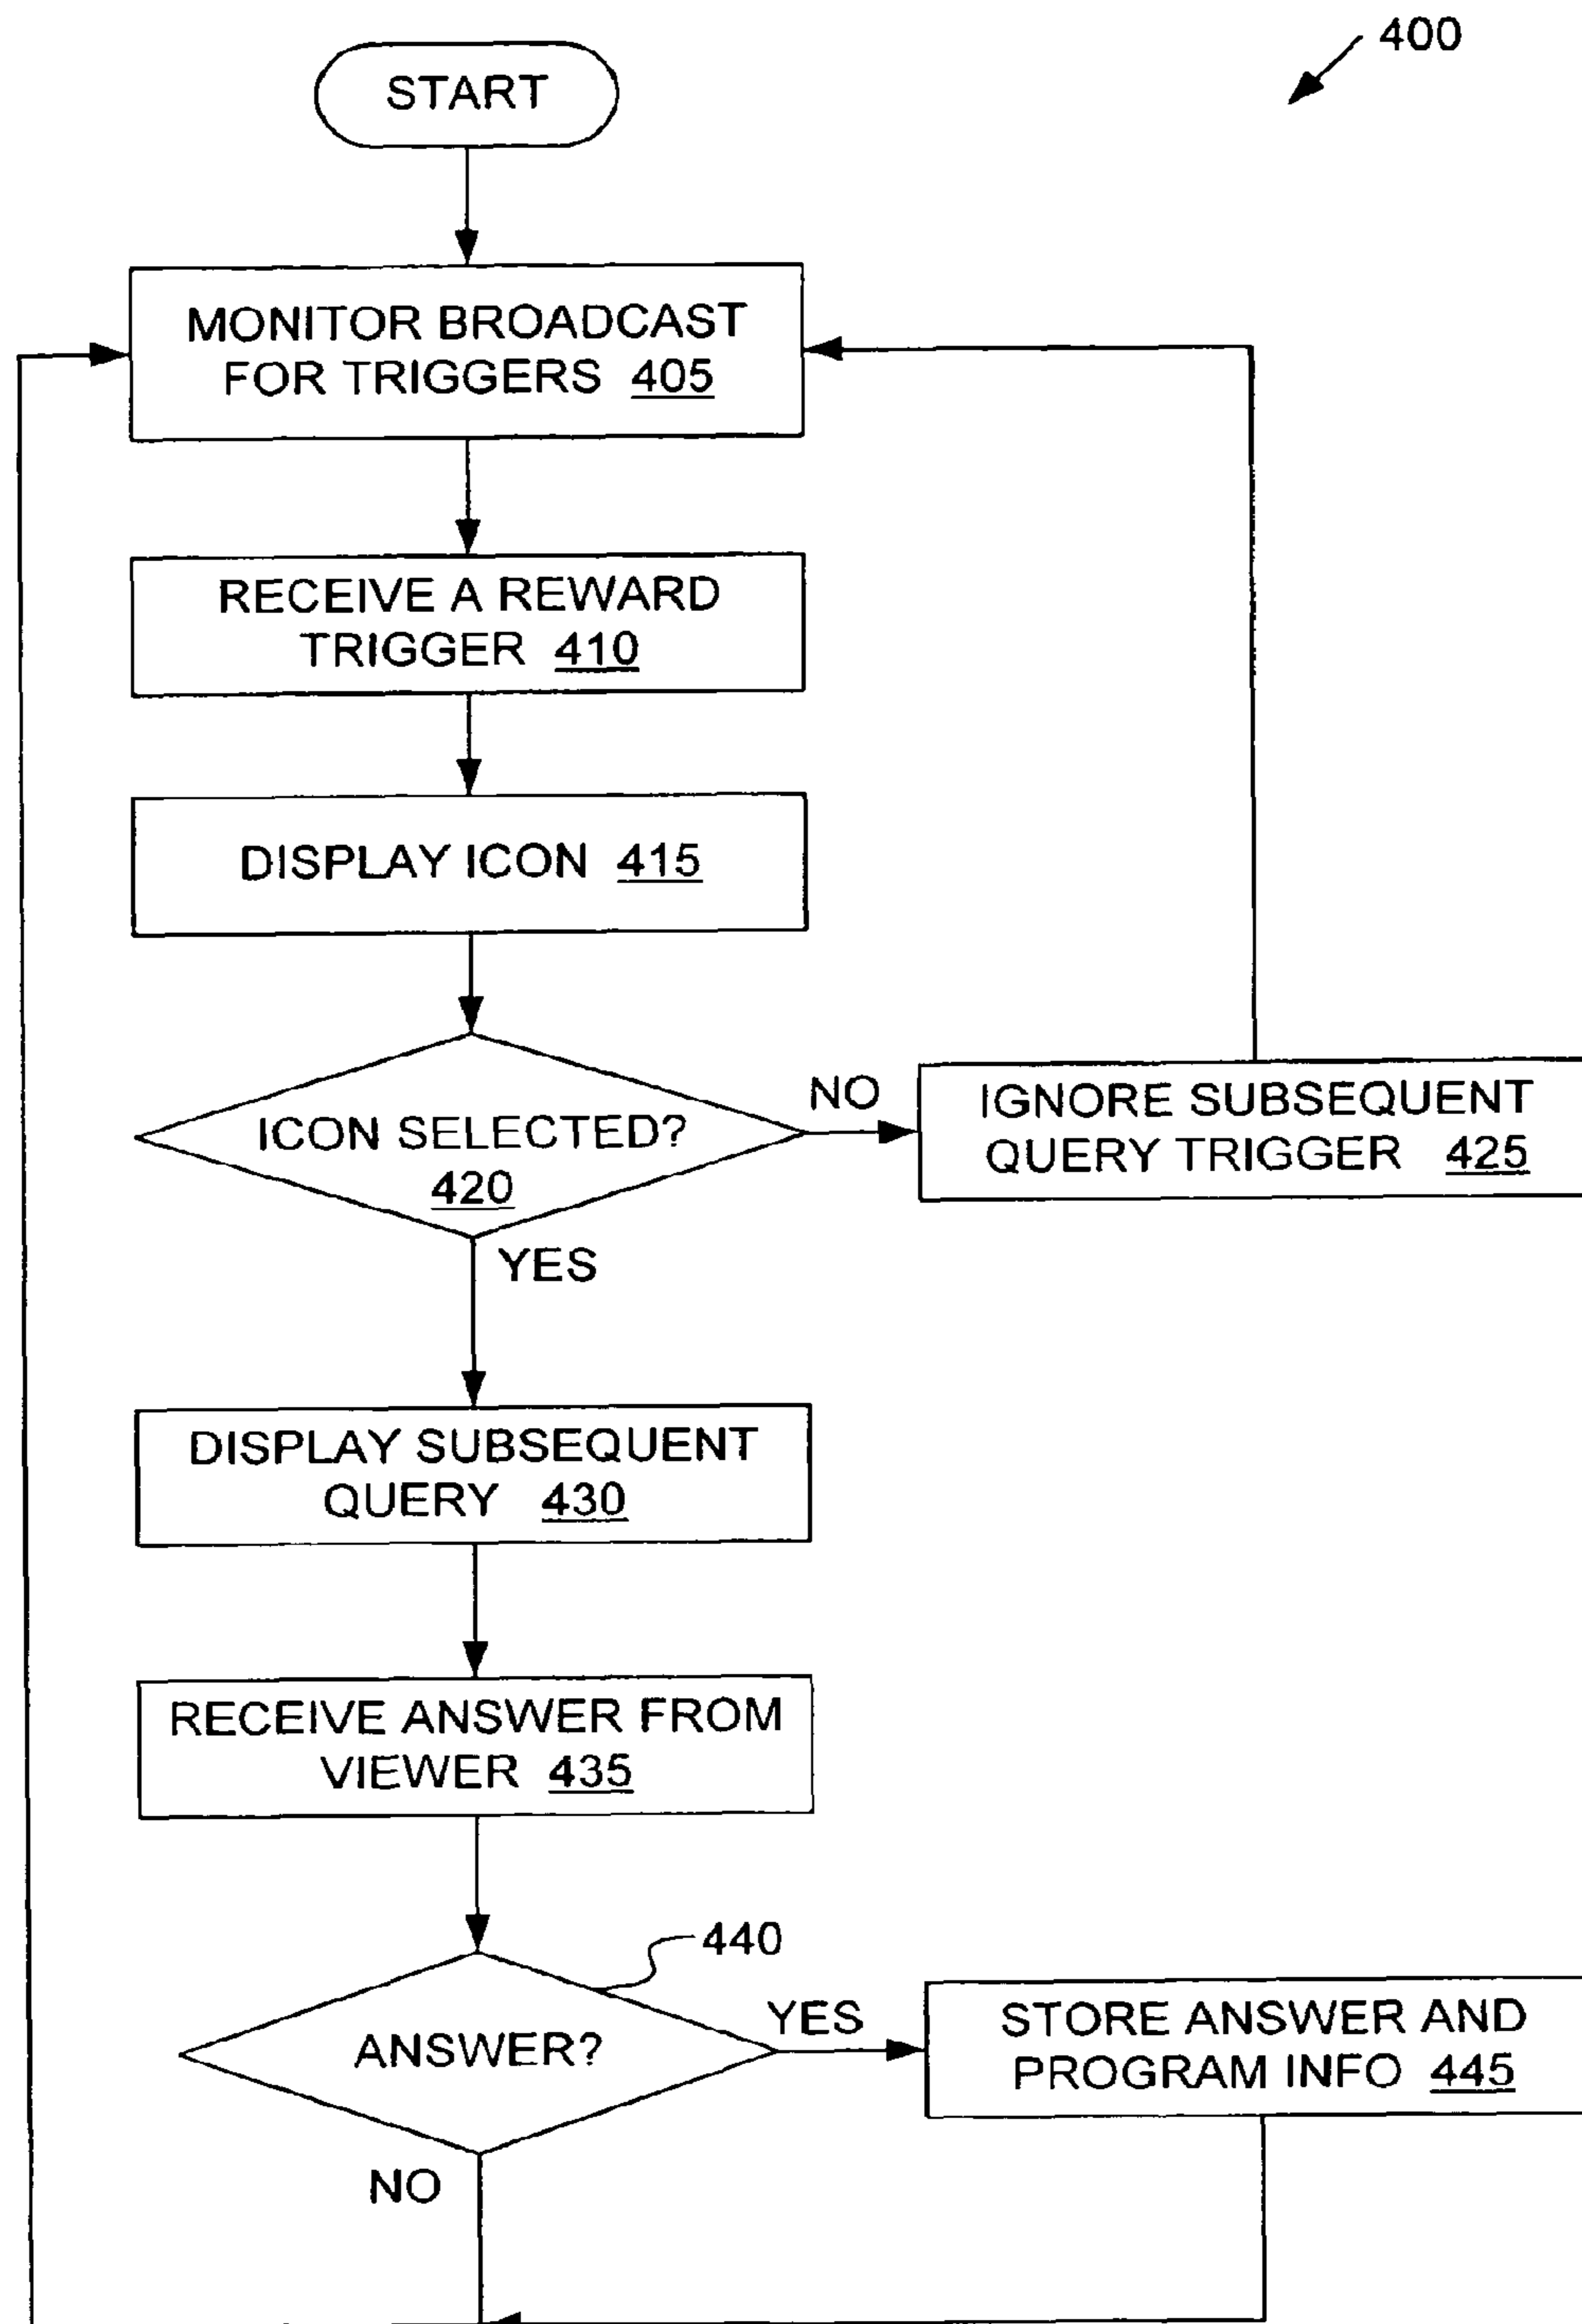 400
START
MONITOR BROADCAST
FOR TRIGGERS 405
RECEIVE A REWARD
TRIGGER 410
DISPLAY ICON 415
ICON SELECTED?
420
NO
IGNORE SUBSEQUENT
QUERY TRIGGER 425
YES
DISPLAY SUBSEQUENT
QUERY 430
RECEIVE ANSWER FROM
VIEWER 435
440
ANSWER?
YES
STORE ANSWER AND
PROGRAM INFO 445
NO